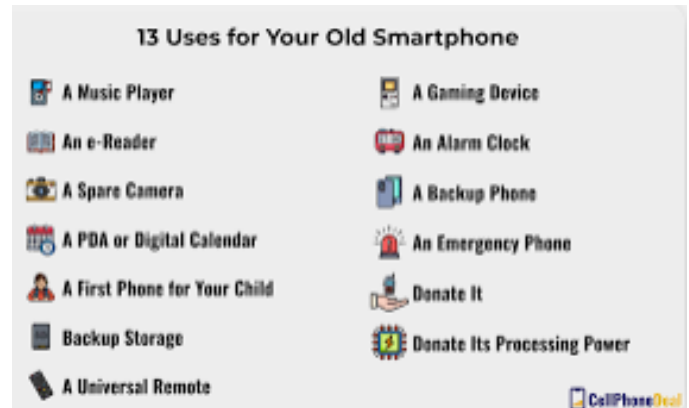 13 Uses for Your Old Smartphone
A Music Player
An e-Reader
A Spare Camera
A PDA or Digital Calendar
A First Phone for Your Child
Backup Storage
A Universal Remote
A Gaming Device
An Alarm Clock
A Backup Phone
An Emergency Phone
Donate It
Donate Its Processing Power
CellPhoneDeal